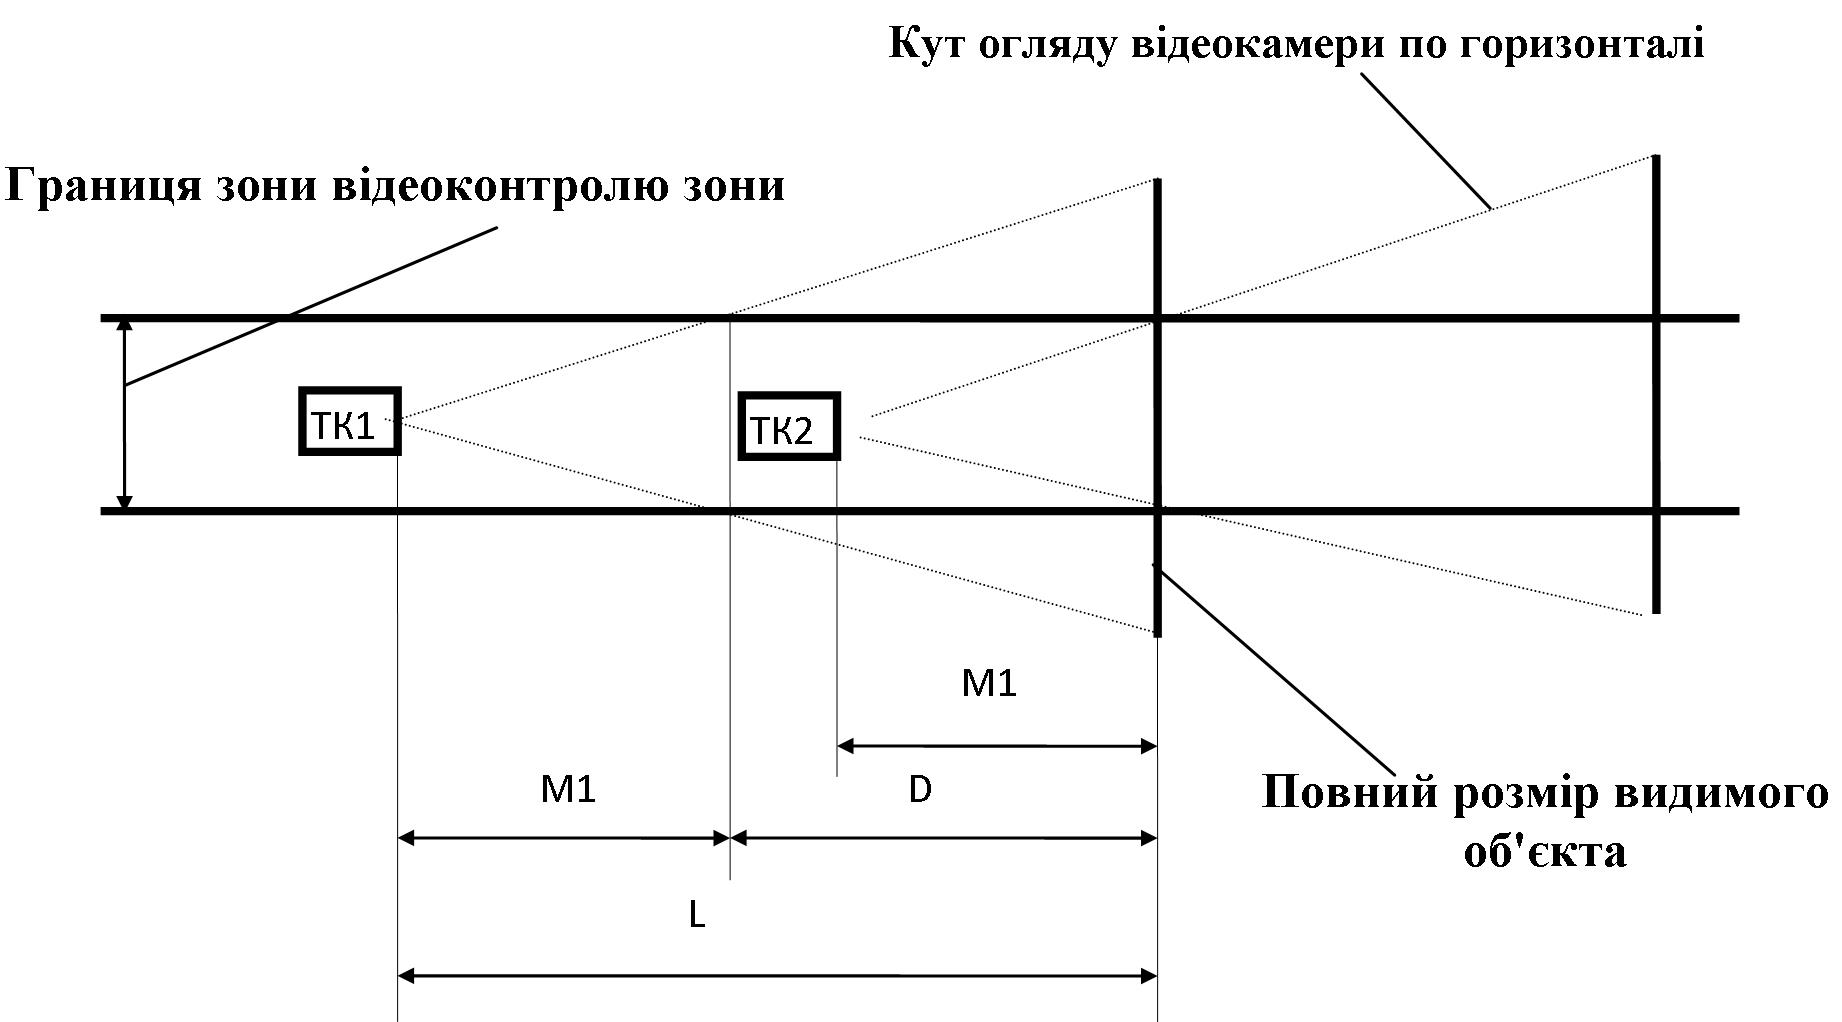 Кут огляду відеокамери по горизонталі
Границя зони відеоконтролю зони
ТК1
ТК2
М1
М1
D
Повний розмір видимого
об'єкта
L